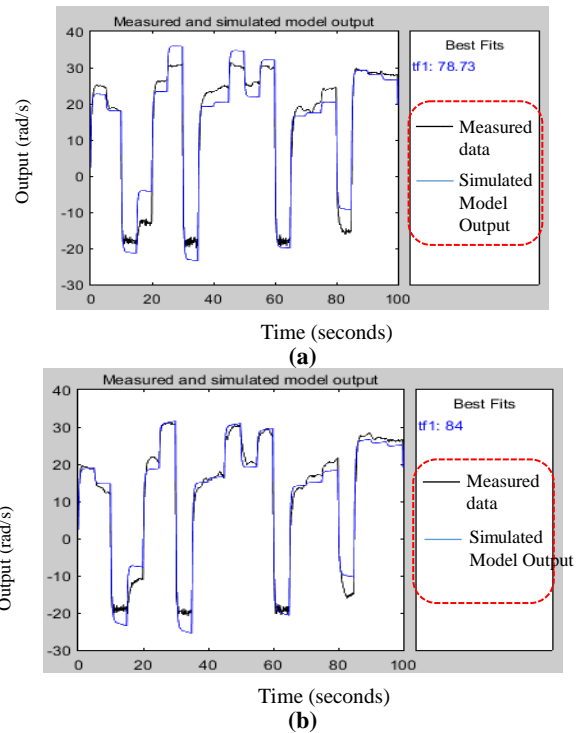 Measured and simulated model output
Output (rad/s)
40
30
20
10
0
-10
-20
-30
0
20
40
60
80
100
Time (seconds)
Best Fits
tf1: 78.73
Measured
data
Simulated
Model
Output
(a)
Measured and simulated model output
Output (rad/s)
40
30
20
10
0
-10
-20
-30
0
20
40
60
80
100
Time (seconds)
Best Fits
tf1: 84
Measured
data
Simulated
Model Output
(b)